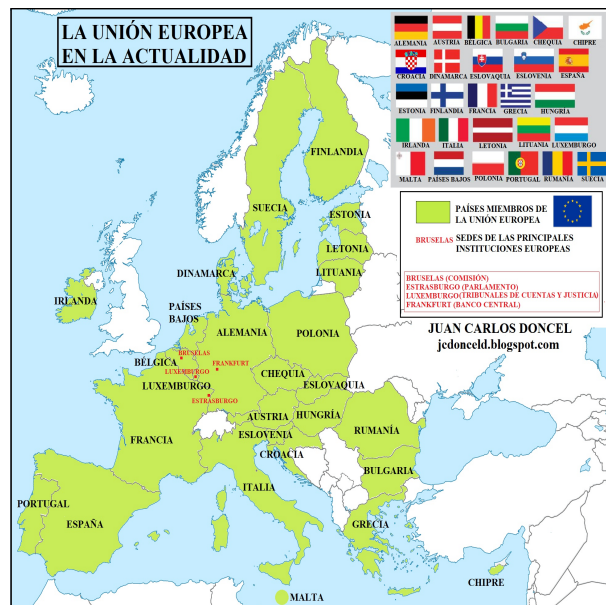 LA UNIÓN EUROPEA
EN LA ACTUALIDAD
ALEMANIA AUSTRIA BÉLGICA BULGARIA CHEQUIA CHIPRE
CROACIA DINAMARCA ESLOVAQUIA ESLOVENIA ESPAÑA
ESTONIA FINLANDIA FRANCIA GRECIA HUNGRÍA
IRLANDA ITALIA LETONIA LITUANIA LUXEMBURGO
MALTA PAÍSES BAJOS POLONIA PORTUGAL RUMANIA SUECIA
PAÍSES MIEMBROS DE
LA UNIÓN EUROPEA
BRUSELAS SEDES DE LAS PRINCIPALES
INSTITUCIONES EUROPEAS
BRUSELAS (COMISIÓN)
ESTRASBURGO (PARLAMENTO)
LUXEMBURGO(TRIBUNALES DE CUENTAS Y JUSTICIA)
FRANKFURT (BANCO CENTRAL)
JUAN CARLOS DONCEL
jcdonceld.blogspot.com
FINLANDIA
SUECIA
ESTONIA
LETONIA
LITUANIA
DINAMARCA
IRLANDA
PAÍSES
BAJOS
ALEMANIA
POLONIA
BRUSELAS
BÉLGICA
FRANKFURT
LUXEMBURGO
CHEQUIA
LUXEMBURGO
ESLOVAQUIA
ESTRASBURGO
AUSTRIA
HUNGRÍA
RUMANÍA
FRANCIA
ESLOVENIA
CROACIA
BULGARIA
ITALIA
PORTUGAL
ESPAÑA
GRECIA
CHIPRE
MALTA